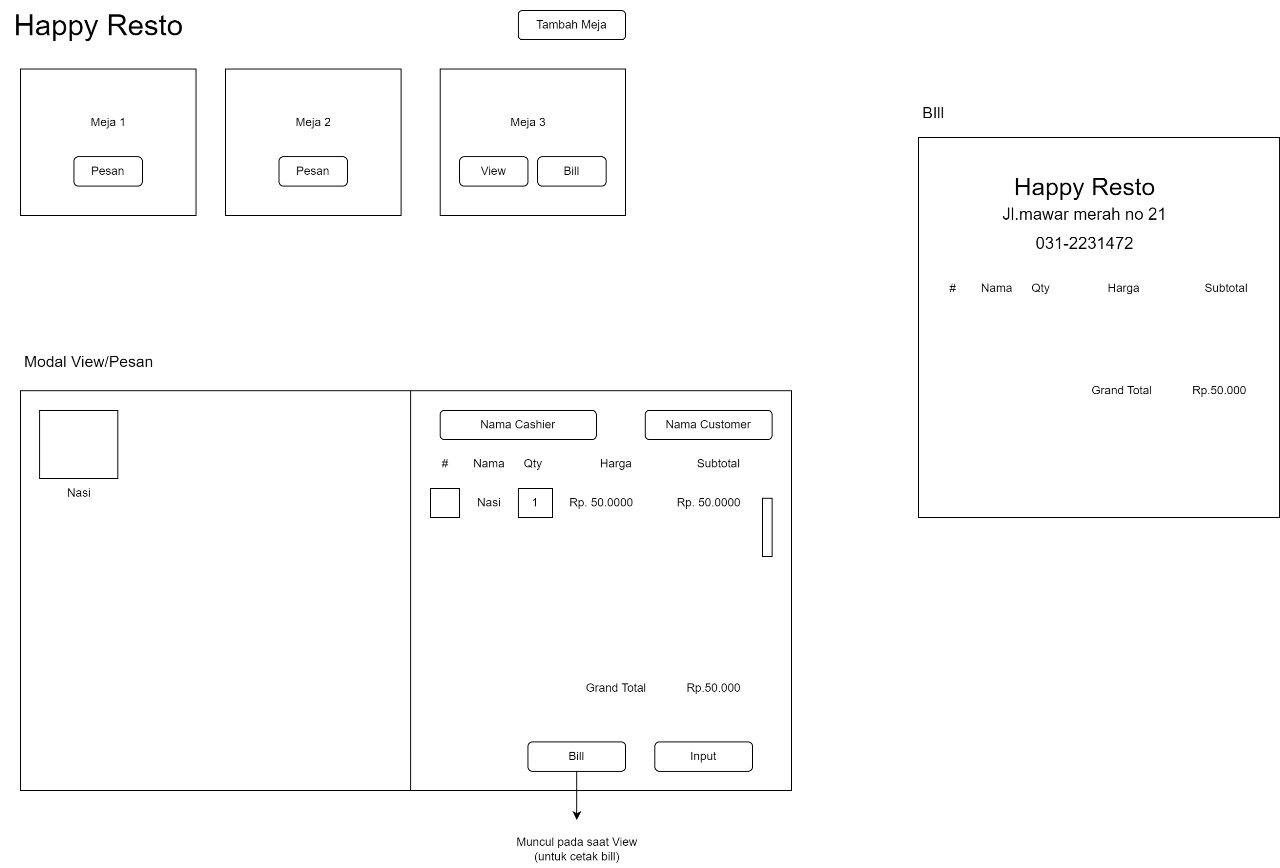 Happy Resto
Tambah Meja
Meja 1
Pesan
Meja 2
Pesan
Meja 3
View Bill
BIll
Happy Resto
Jl.mawar merah no 21
031-2231472
# Nama Qty Harga Subtotal
Grand Total Rp.50.000
Modal View/Pesan
Nasi
Nama Cashier Nama Customer
# Nama Qty Harga Subtotal
Nasi 1 Rp. 50.0000 Rp. 50.0000
Grand Total Rp.50.000
Bill Input
Muncul pada saat View
(untuk cetak bill)